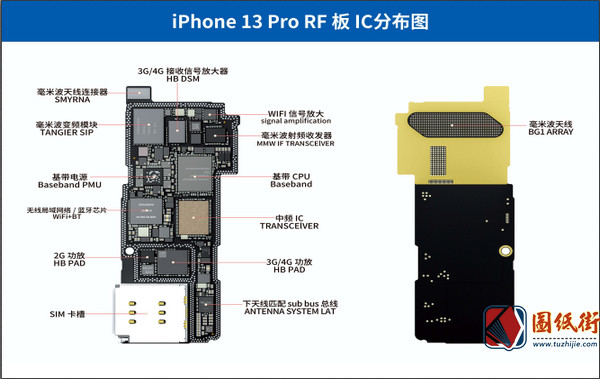 iPhone 13 Pro RF 板 IC分布图
3G/4G 接收信号放大器
HB DSM
毫米波天线连接器
SMYRNA
毫米波变频模块
TANGIER SIP
基带电源
Baseband PMU
无线局域网络 / 蓝牙芯片
WiFi+BT
2G 功放
HB PAD
SIM 卡槽
WIFI 信号放大
signal amplification
毫米波射频收发器
MMW IF TRANSCEIVER
基带 CPU
Baseband
中频 IC
TRANSCEIVER
3G/4G 功放
HB PAD
下天线匹配 sub bus 总线
ANTENNA SYSTEM LAT
毫米波天线
BG1 ARRAY
图纸街
www.tuzhijie.com